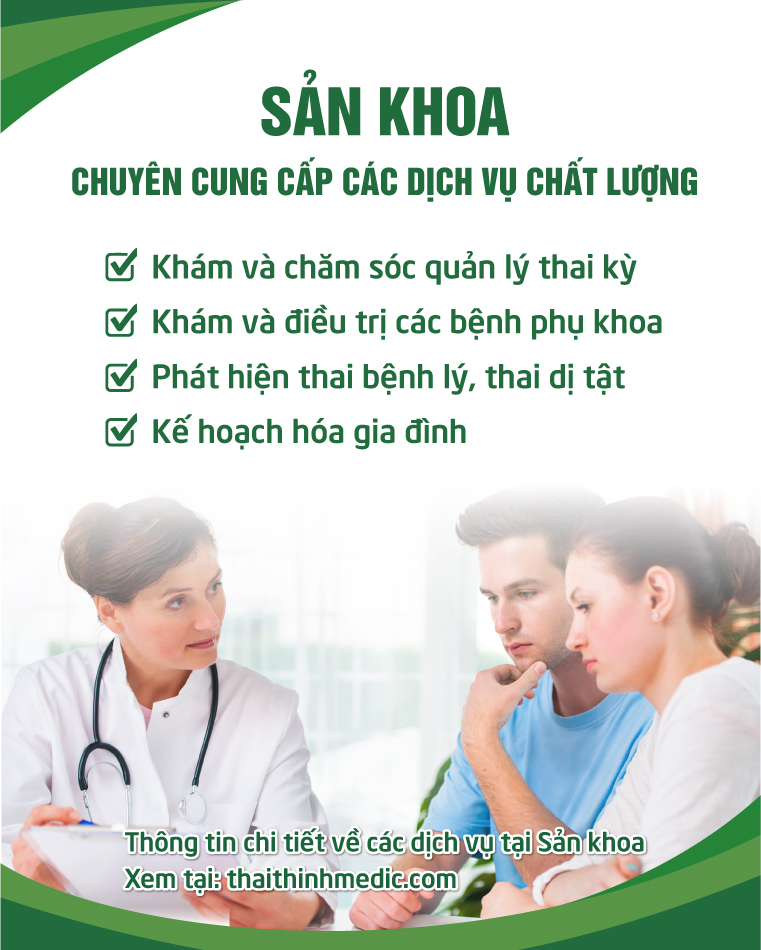 SẢN KHOA
CHUYÊN CUNG CẤP CÁC DỊCH VỤ CHẤT LƯỢNG
Khám và chăm sóc quản lý thai kỳ
Khám và điều trị các bệnh phụ khoa
Phát hiện thai bệnh lý, thai dị tật
Kế hoạch hóa gia đình
Thông tin chi tiết về các dịch vụ tại Sản khoa
Xem tại: thaithinhmedic.com